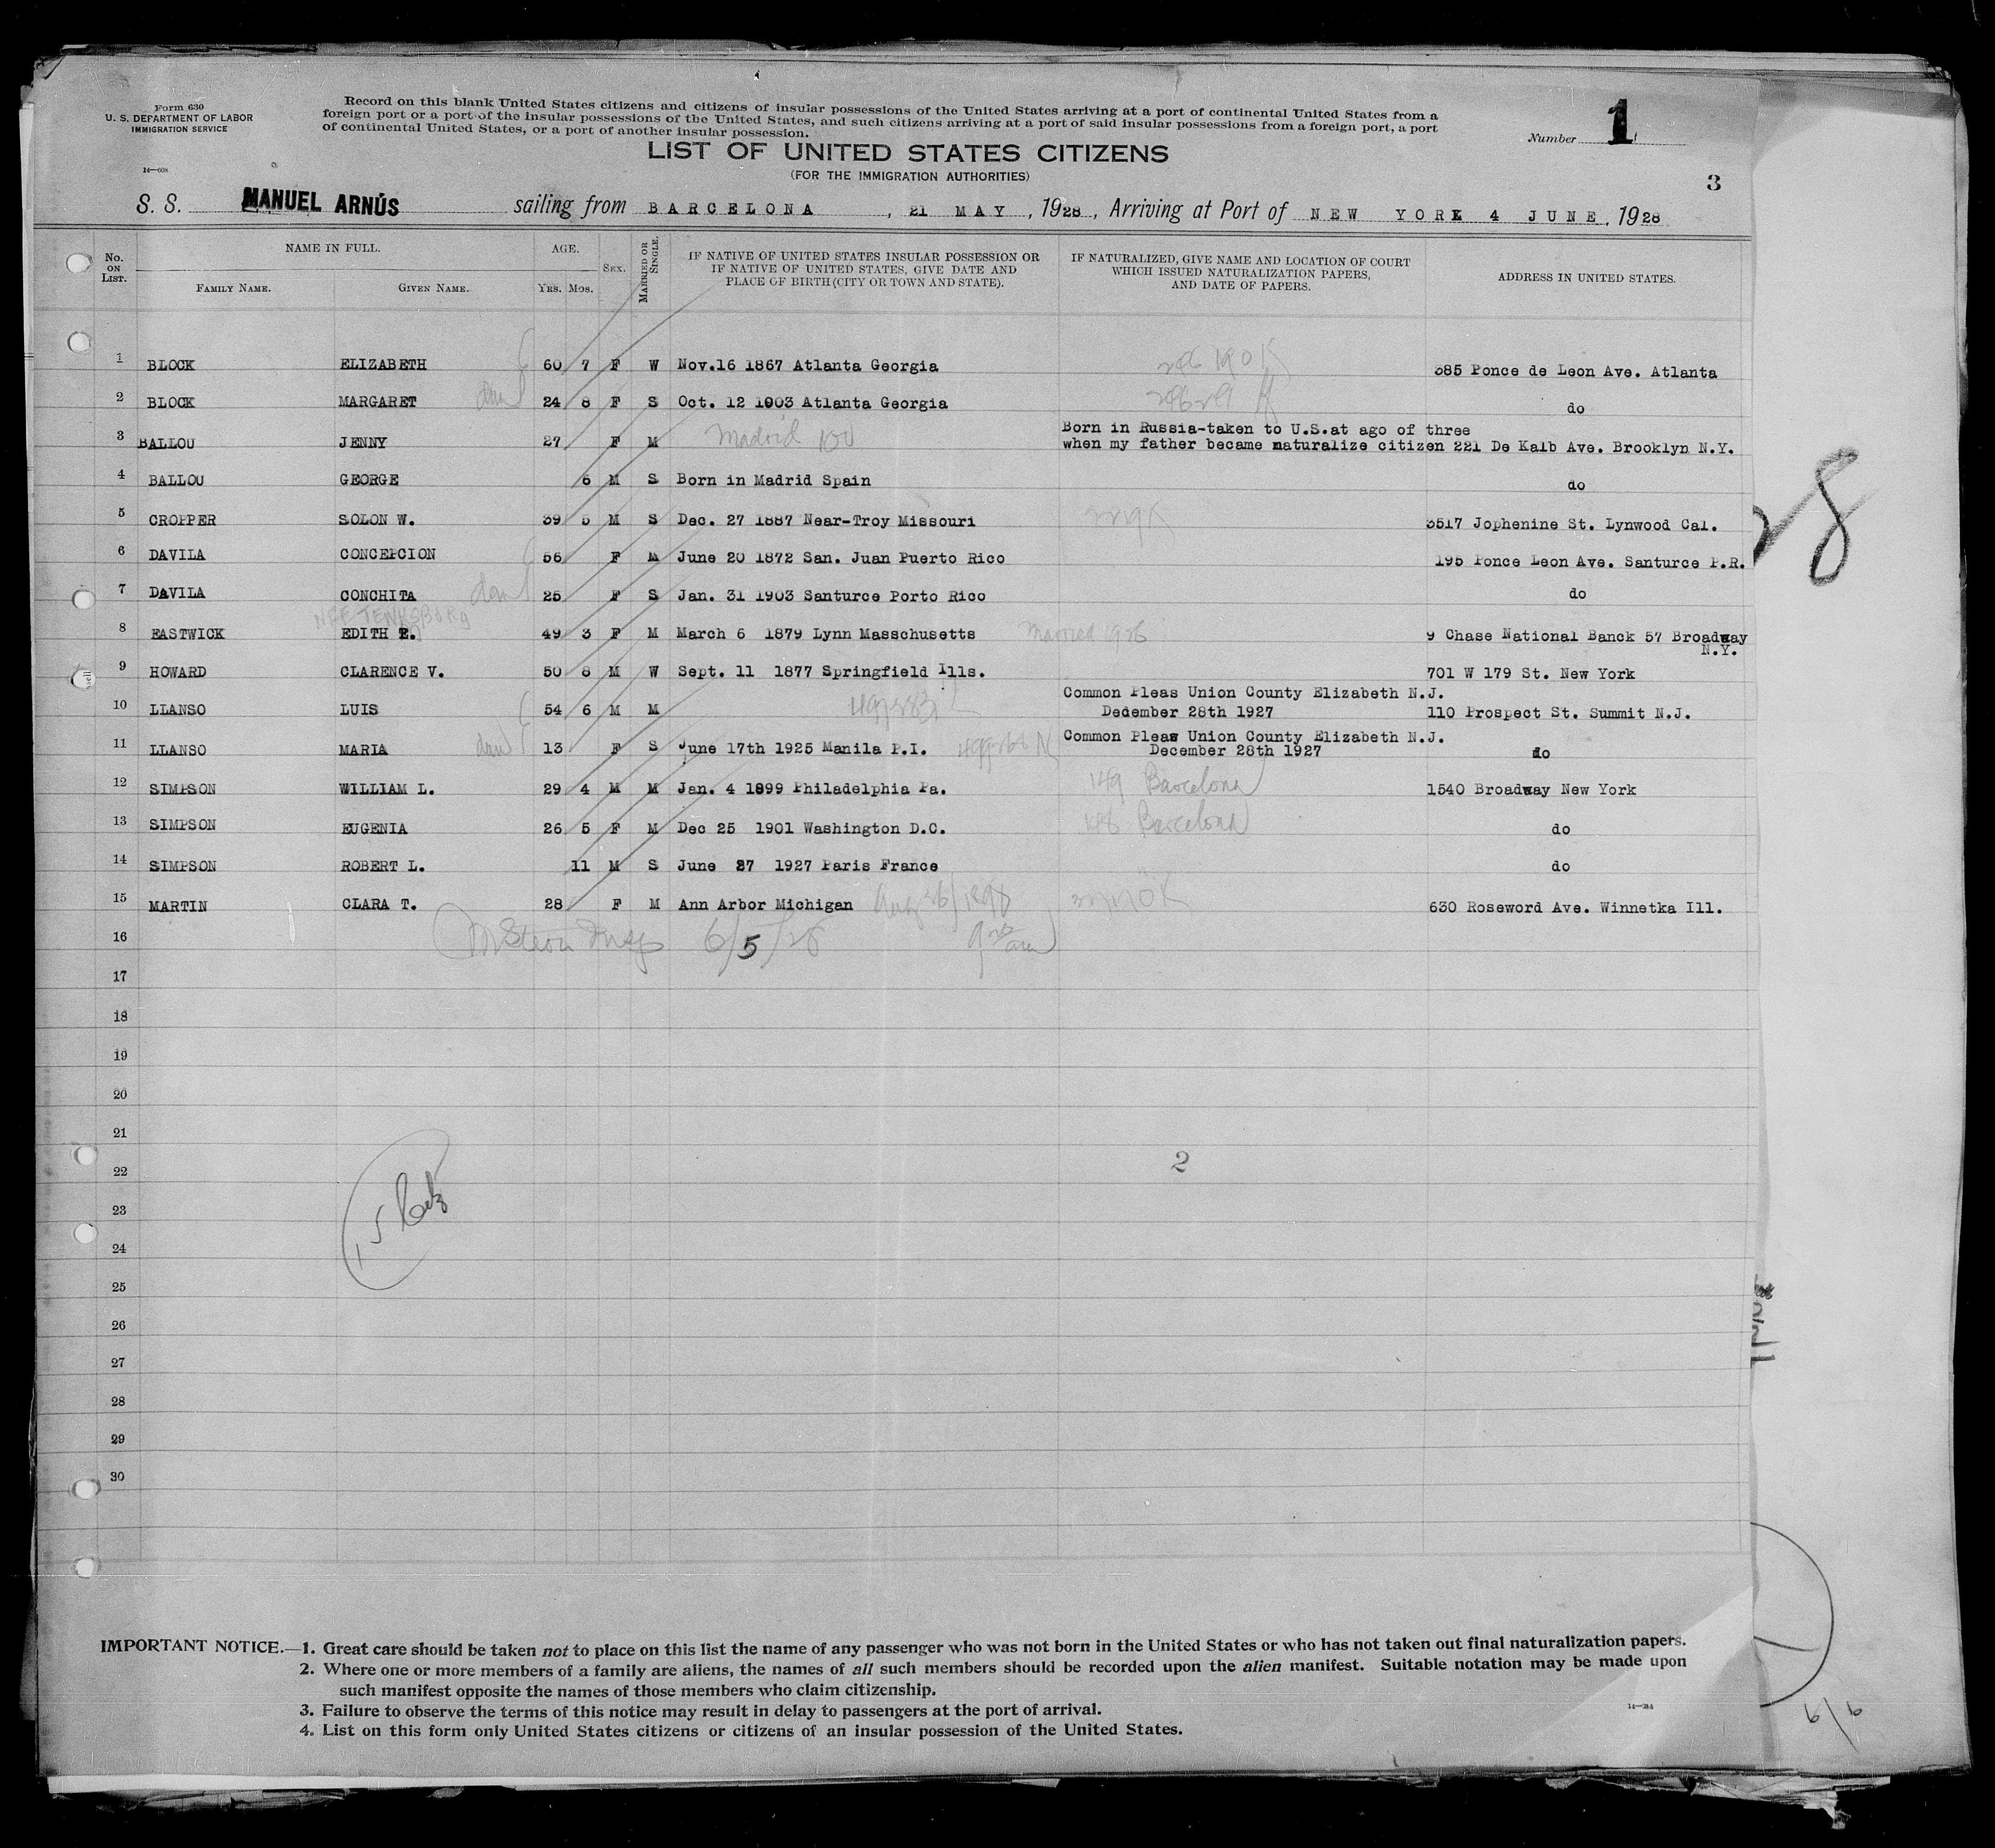 Form 630
U. S. DEPARTMENT OF LABOR
IMMIGRATION SERVICE
14—608
Record on this blank United States citizens and citizens of insular possessions of the United States arriving at a port of continental United States from a
foreign port or a port of the insular possessions of the United States, and such citizens arriving at a port of said insular possessions from a foreign port, a port
of continental United States, or a port of another insular possession.
LIST OF UNITED STATES CITIZENS
(FOR THE IMMIGRATION AUTHORITIES)
Number 1
3
S. S. MANUEL ARNÚS sailing from BARCELONA, 21 MAY, 1928, Arriving at Port of NEW YORK 4 JUNE, 1928
No. ON LIST.
NAME IN FULL.
FAMILY NAME. GIVEN NAME.
AGE.
YRS. MOS.
SEX.
MARRIED OR SINGLE.
IF NATIVE OF UNITED STATES INSULAR POSSESSION OR
IF NATIVE OF UNITED STATES, GIVE DATE AND
PLACE OF BIRTH (CITY OR TOWN AND STATE).
IF NATURALIZED, GIVE NAME AND LOCATION OF COURT
WHICH ISSUED NATURALIZATION PAPERS,
AND DATE OF PAPERS.
ADDRESS IN UNITED STATES.
1 BLOCK ELIZABETH 60 7 F W Nov.16 1867 Atlanta Georgia 385 Ponce de Leon Ave. Atlanta
2 BLOCK MARGARET dau 24 8 F S Oct. 12 1903 Atlanta Georgia do
Born in Russia-taken to U.S.at ago of three
3 BALLOU JENNY 27 F M Madrid when my father became naturalize citizen 221 De Kalb Ave. Brooklyn N.Y.
4 BALLOU GEORGE 6 M S Born in Madrid Spain do
5 CROPPER SOLON W. 39 5 M S Dec. 27 1887 Near-Troy Missouri 3517 Jophenine St. Lynwood Cal.
6 DAVILA CONCEPCION 56 F M June 20 1872 San. Juan Puerto Rico 195 Ponce Leon Ave. Santurce P.R.
7 DAVILA CONCHITA dau 25 F S Jan. 31 1903 Santurce Porto Rico do
NEE
8 EASTWICK EDITH E. 49 3 F M March 6 1879 Lynn Masschusetts Married 1926 9 Chase National Banck 57 Broadway
N.Y.
9 HOWARD CLARENCE V. 50 8 M W Sept. 11 1877 Springfield Ills. 701 W 179 St. New York
Common Pleas Union County Elizabeth N.J.
10 LLANSO LUIS 54 6 M M Dedember 28th 1927 110 Prospect St. Summit N.J.
Common Pleas Union County Elizabeth N.J.
11 LLANSO MARIA dau 13 F S June 17th 1925 Manila P.I. December 28th 1927 do
12 SIMPSON WILLIAM L. 29 4 M M Jan. 4 1899 Philadelphia Pa. 149 Barcelona 1540 Broadway New York
13 SIMPSON EUGENIA 26 5 F M Dec 25 1901 Washington D.C. 148 Barcelona do
14 SIMPSON ROBERT L. 11 M S June 27 1927 Paris France do
15 MARTIN CLARA T. 28 F M Ann Arbor Michigan 630 Roseword Ave. Winnetka Ill.
16 6/5/28
17
18
19
20
21
22 2
23
24
25
26
27
28
29
30
IMPORTANT NOTICE.—1. Great care should be taken not to place on this list the name of any passenger who was not born in the United States or who has not taken out final naturalization papers.
2. Where one or more members of a family are aliens, the names of all such members should be recorded upon the alien manifest. Suitable notation may be made upon
such manifest opposite the names of those members who claim citizenship.
3. Failure to observe the terms of this notice may result in delay to passengers at the port of arrival.
4. List on this form only United States citizens or citizens of an insular possession of the United States.
6/6